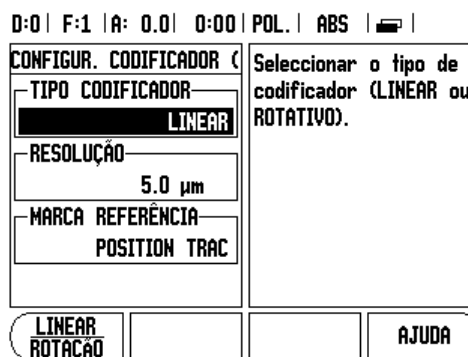 D:0| F:1 |A: 0.0| 0:00|POL.| ABS |
CONFIGUR. CODIFICADOR (
TIPO CODIFICADOR
LINEAR
RESOLUÇÃO
5.0 µm
MARCA REFERÊNCIA
POSITION TRAC
Seleccionar o tipo de
codificador (LINEAR ou
ROTATIVO).
LINEAR
ROTAÇÃO
AJUDA